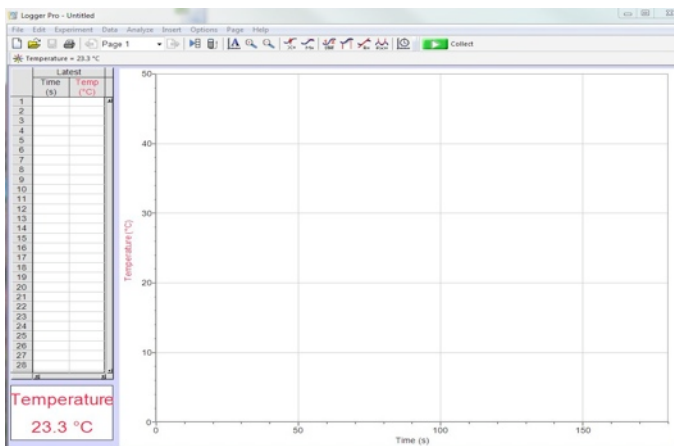 Logger Pro - Untitled
File Edit Experiment Data Analyze Insert Options Page Help
Page 1
Collect
Temperature = 23.3 °C
Latest
Time Temp
(s) (°C)
1
2
3
4
5
6
7
8
9
10
11
12
13
14
15
16
17
18
19
20
21
22
23
24
25
26
27
28
Temperature
23.3 °C
50
40
30
20
10
0
Temperature (°C)
0 50 100 150
Time (s)